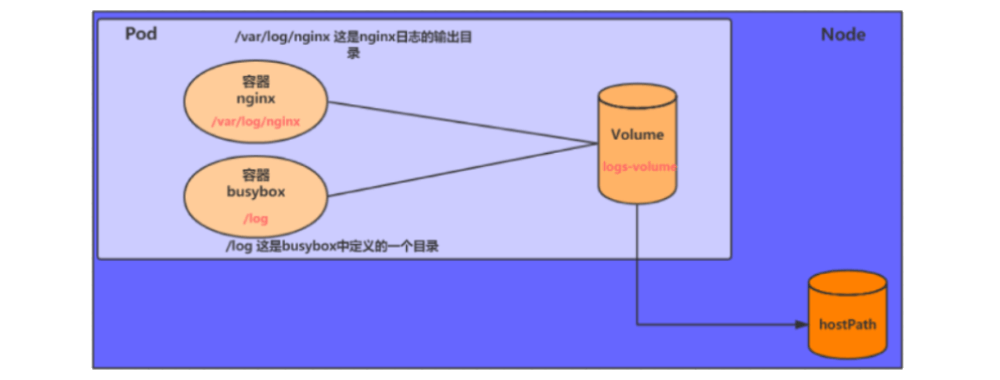 Pod
/var/log/nginx 这是nginx日志的输出目
录
Node
容器
nginx
/var/log/nginx
Volume
logs-volume
容器
busybox
/log
/log 这是busybox中定义的一个目录
hostPath